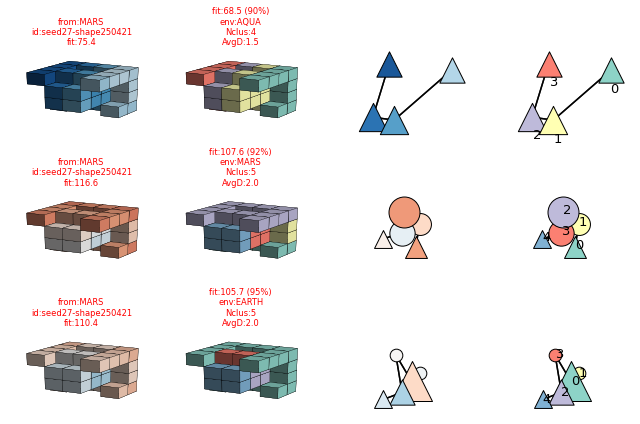 from:MARS
id:seed27-shape250421
fit:75.4
fit:68.5 (90%)
env:AQUA
Nclus:4
AvgD:1.5
3
0
2
1
from:MARS
id:seed27-shape250421
fit:116.6
fit:107.6 (92%)
env:MARS
Nclus:5
AvgD:2.0
2
1
3
4
0
from:MARS
id:seed27-shape250421
fit:110.4
fit:105.7 (95%)
env:EARTH
Nclus:5
AvgD:2.0
3
1
0
2
4